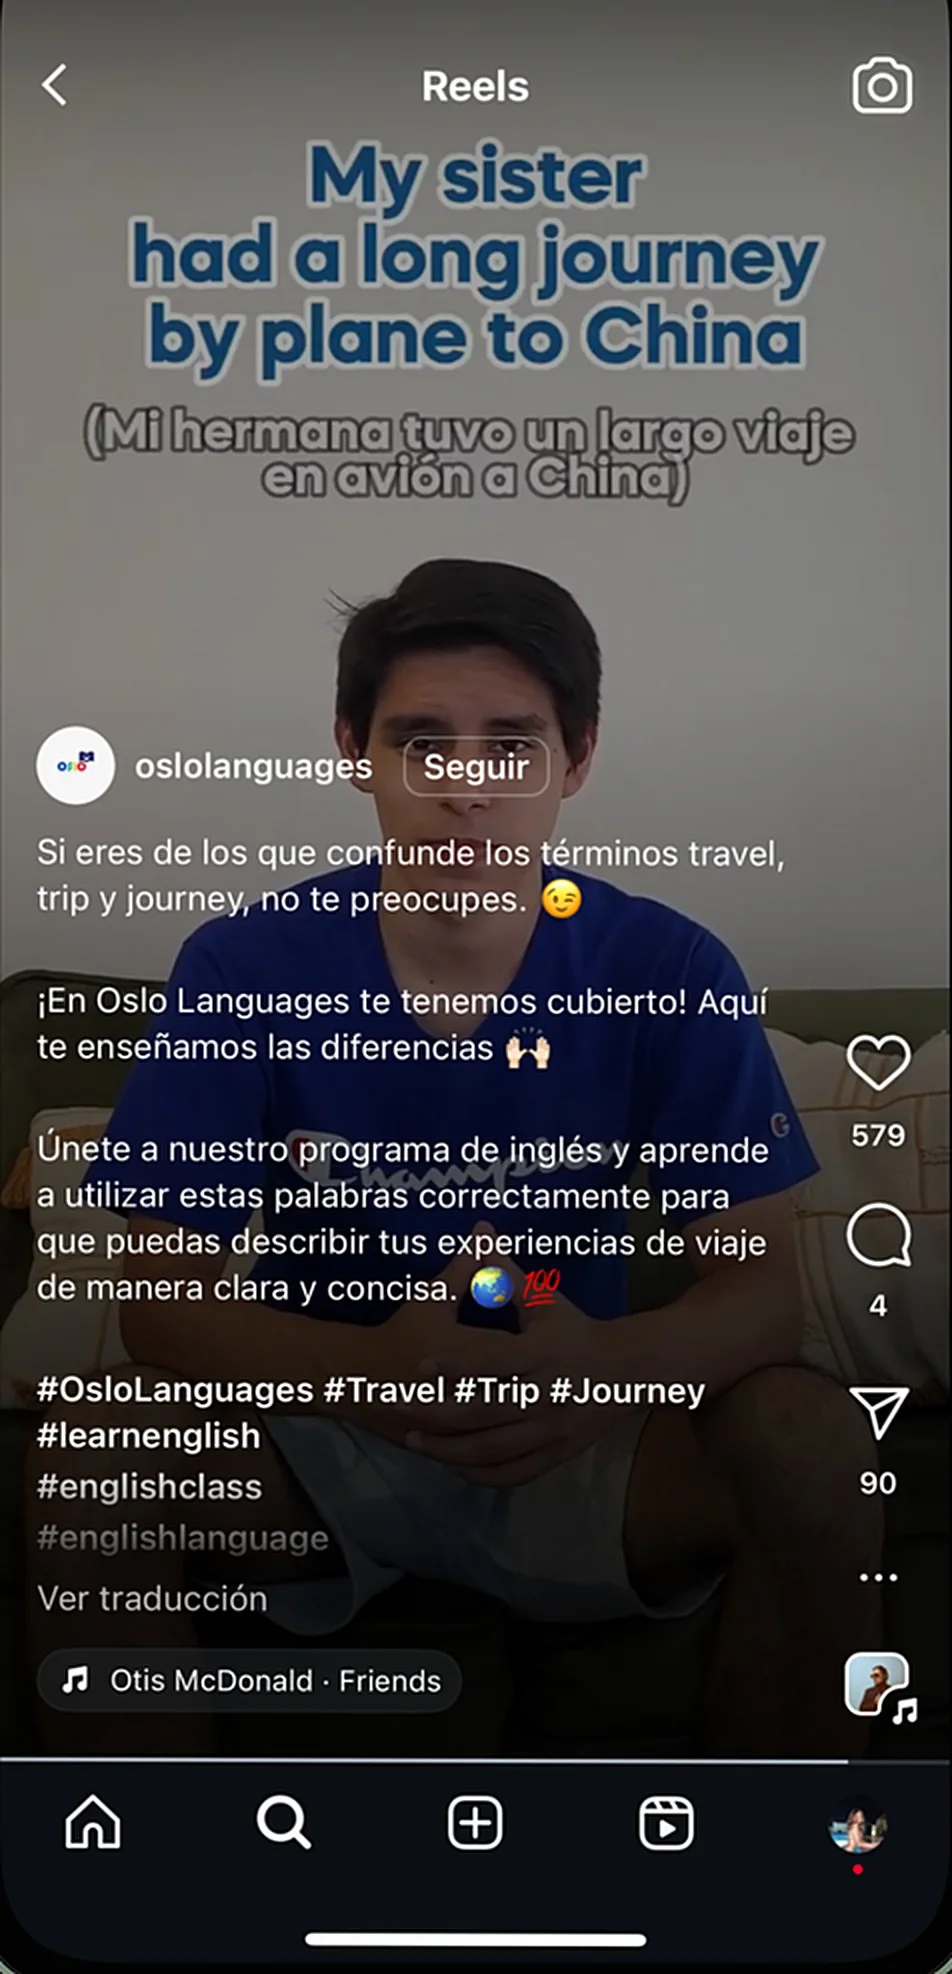 Reels
My sister
had a long journey
by plane to China
(Mi hermana tuvo un largo viaje
en avión a China)
OSLO
oslolanguages
Seguir
Si eres de los que confunde los términos travel,
trip y journey, no te preocupes. 😉
¡En Oslo Languages te tenemos cubierto! Aquí
te enseñamos las diferencias 🙌🏻
Únete a nuestro programa de inglés y aprende
a utilizar estas palabras correctamente para
que puedas describir tus experiencias de viaje
de manera clara y concisa. 🌏💯
Champion
#OsloLanguages #Travel #Trip #Journey
#learnenglish
#englishclass
#englishlanguage
Ver traducción
Otis McDonald · Friends
579
4
90